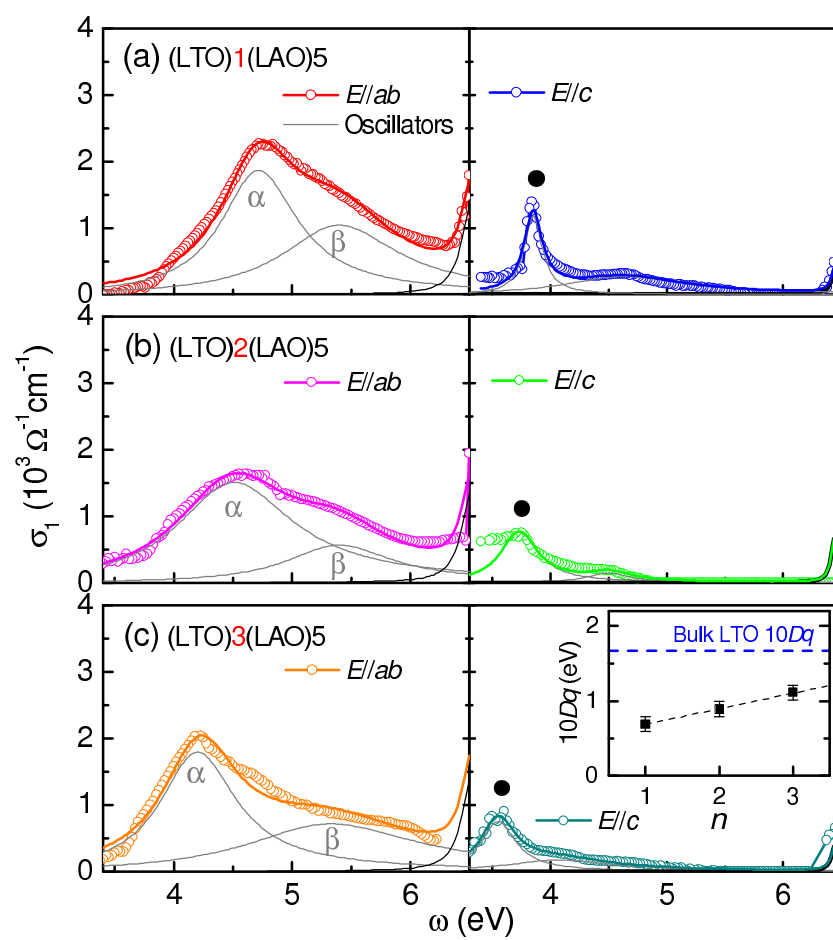 (a) (LTO)1(LAO)5
E//ab
Oscillators
E//c
α
β
4
3
2
1
0
(b) (LTO)2(LAO)5
E//ab
E//c
α
β
4
3
2
1
0
σ₁ (10³ Ω⁻¹cm⁻¹)
(c) (LTO)3(LAO)5
E//ab
E//c
α
β
4
3
2
1
0
Bulk LTO 10Dq
10Dq (eV)
2
1
0
1 2 3
n
4 5 6 4 5 6
ω (eV)